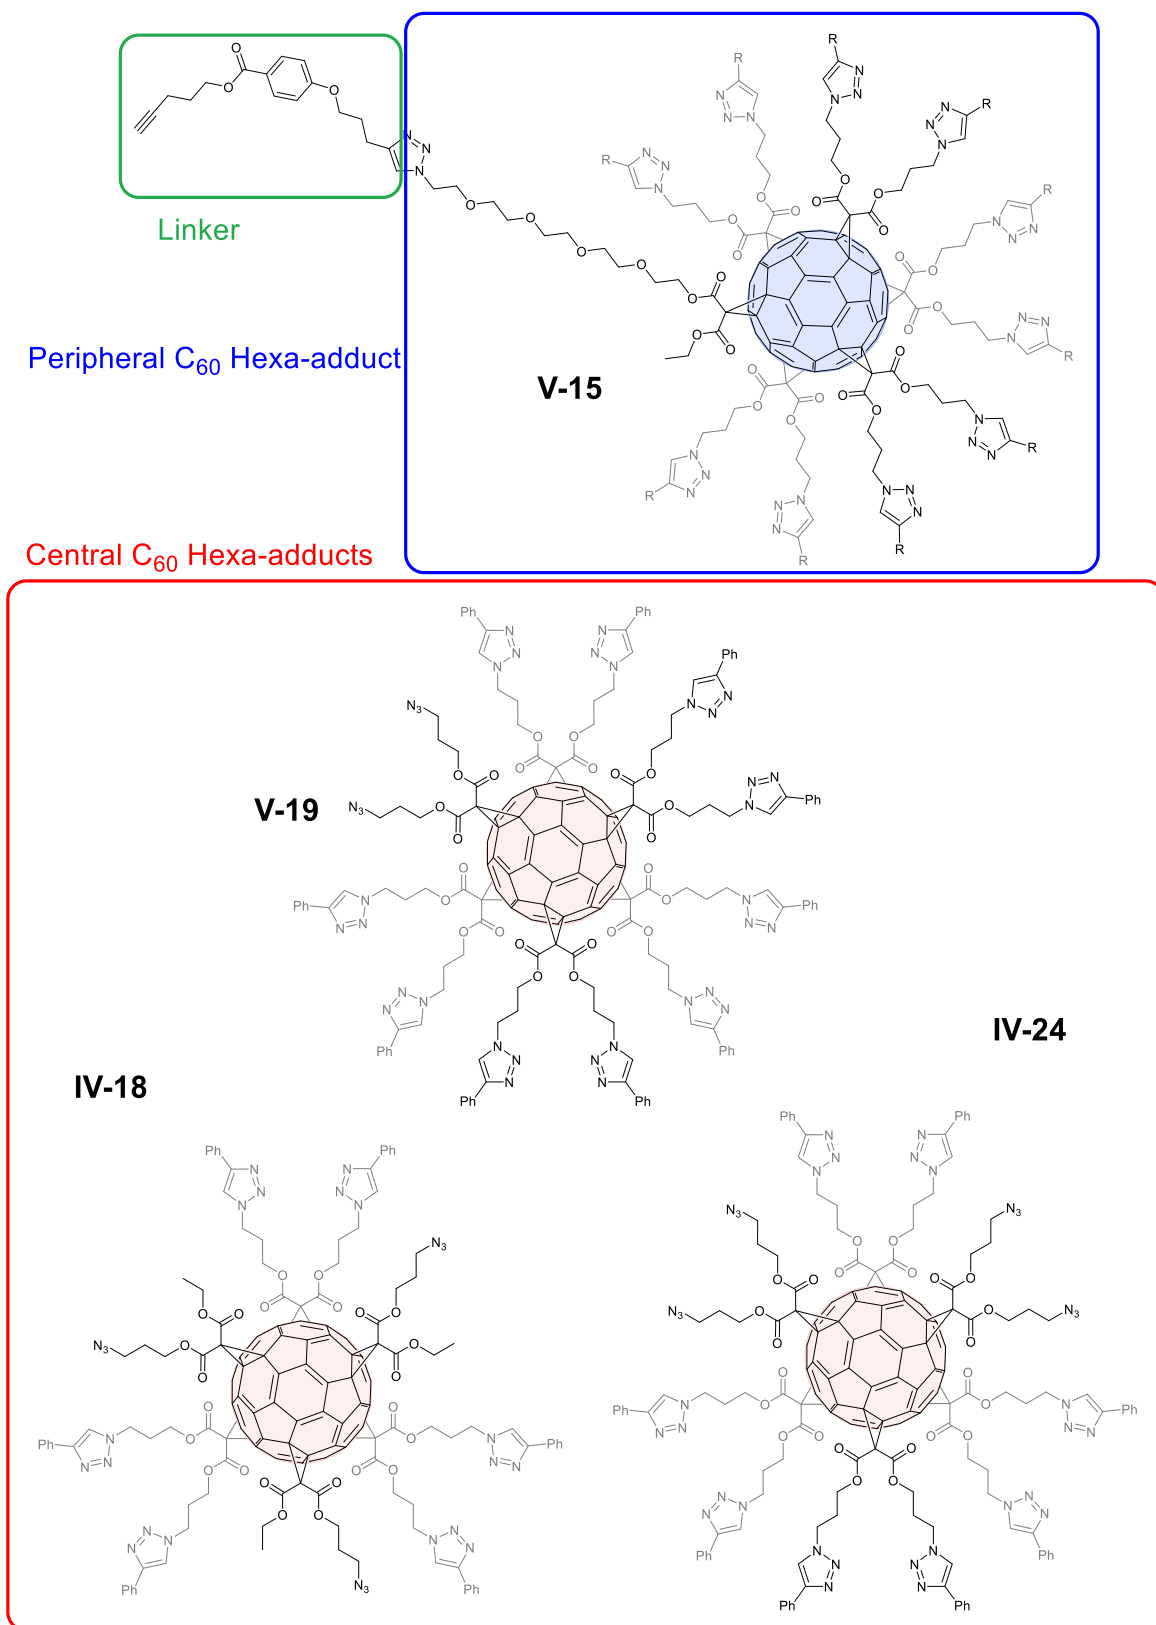 Linker
Peripheral C₆₀ Hexa-adduct
V-15
Central C₆₀ Hexa-adducts
V-19
IV-24
IV-18